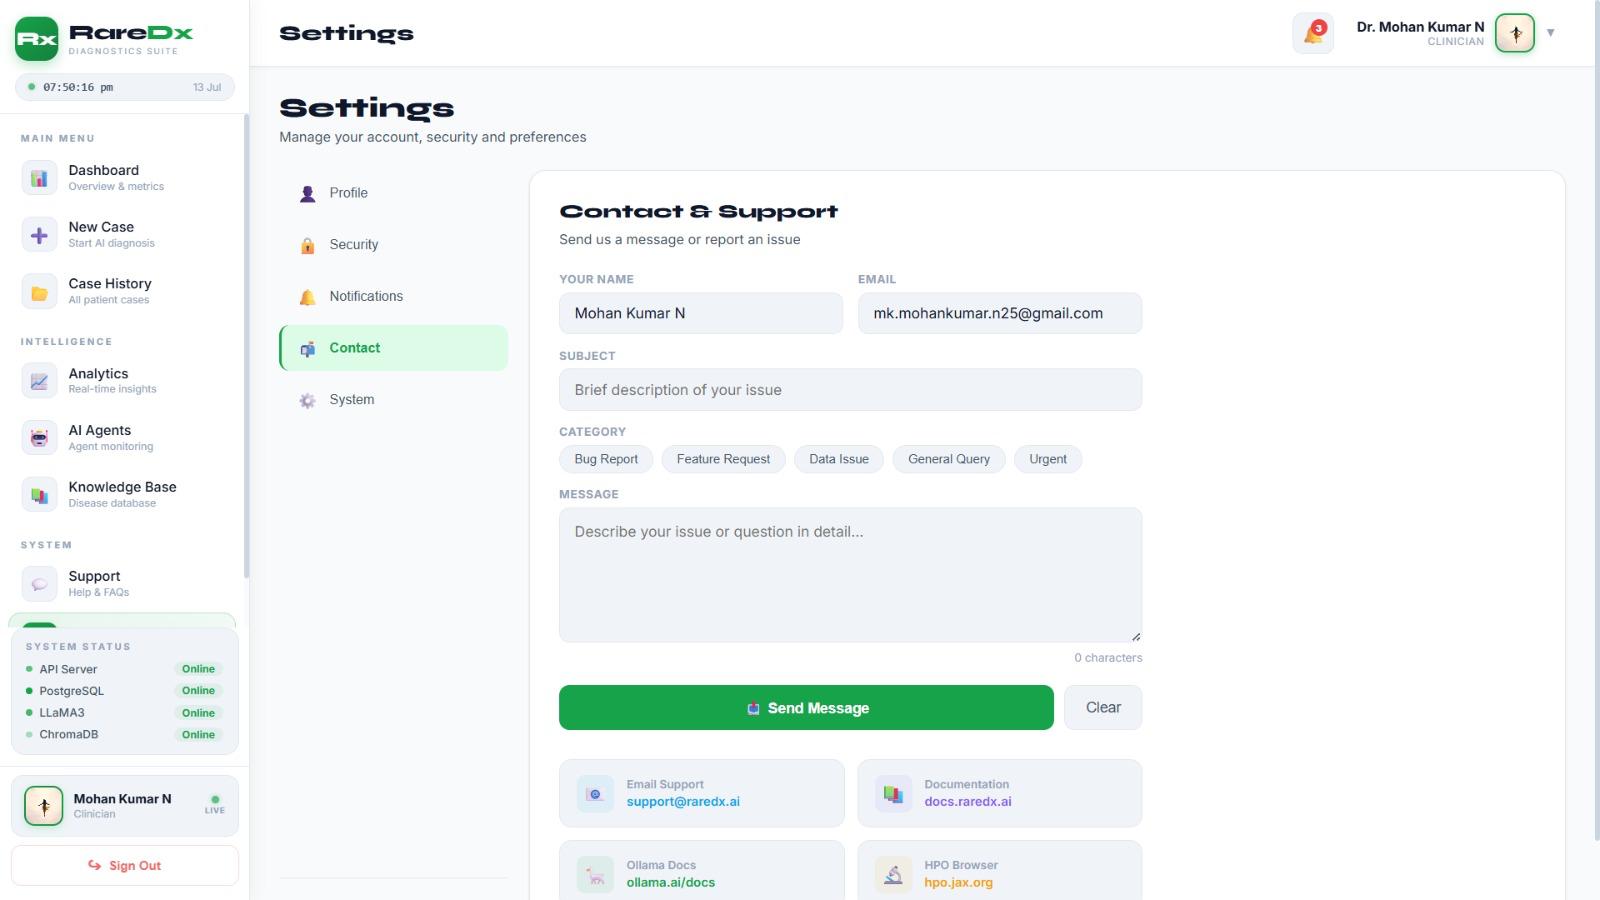 Rx
RareDx
DIAGNOSTICS SUITE
07:50:16 pm
13 Jul
MAIN MENU
Dashboard
Overview & metrics
New Case
Start AI diagnosis
Case History
All patient cases
INTELLIGENCE
Analytics
Real-time insights
AI Agents
Agent monitoring
Knowledge Base
Disease database
SYSTEM
Support
Help & FAQs
SYSTEM STATUS
API Server Online
PostgreSQL Online
LLaMA3 Online
ChromaDB Online
Mohan Kumar N
Clinician
LIVE
Sign Out
Settings
3
Dr. Mohan Kumar N
CLINICIAN
Settings
Manage your account, security and preferences
Profile
Security
Notifications
Contact
System
Contact & Support
Send us a message or report an issue
YOUR NAME
Mohan Kumar N
EMAIL
mk.mohankumar.n25@gmail.com
SUBJECT
Brief description of your issue
CATEGORY
Bug Report Feature Request Data Issue General Query Urgent
MESSAGE
Describe your issue or question in detail...
0 characters
Send Message
Clear
Email Support
support@raredx.ai
Documentation
docs.raredx.ai
Ollama Docs
ollama.ai/docs
HPO Browser
hpo.jax.org